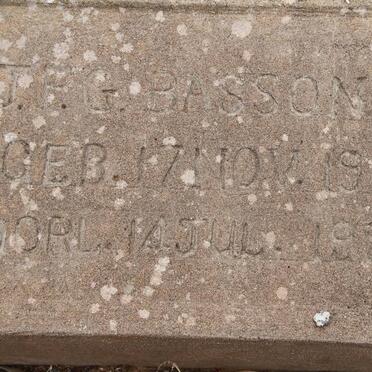 J.F.G. BASSON
GEB. 17 NOV. 19
OORL. 14 JUL. 19